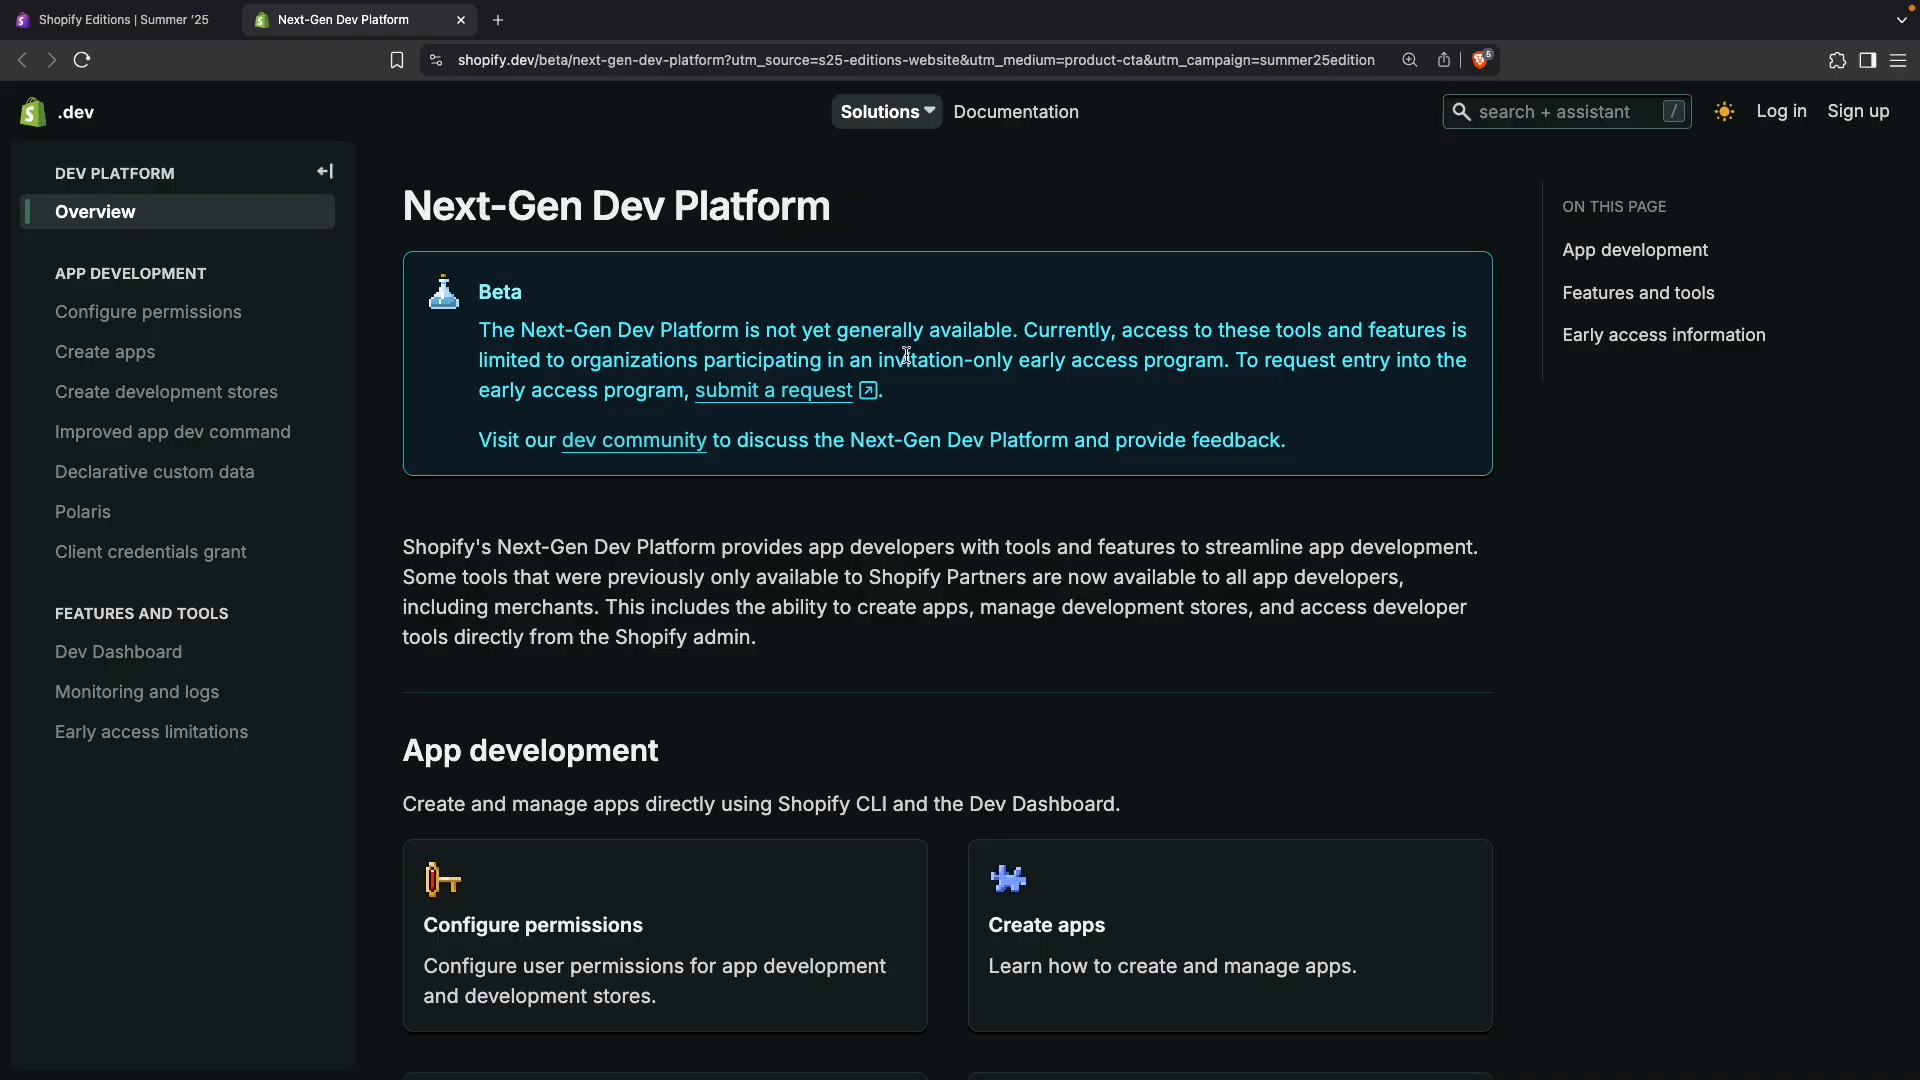 Shopify Editions | Summer '25
Next-Gen Dev Platform
shopify.dev/beta/next-gen-dev-platform?utm_source=s25-editions-website&utm_medium=product-cta&utm_campaign=summer25edition
5
.dev
Solutions
Documentation
search + assistant /
Log in
Sign up
DEV PLATFORM
Overview
APP DEVELOPMENT
Configure permissions
Create apps
Create development stores
Improved app dev command
Declarative custom data
Polaris
Client credentials grant
FEATURES AND TOOLS
Dev Dashboard
Monitoring and logs
Early access limitations
Next-Gen Dev Platform
Beta
The Next-Gen Dev Platform is not yet generally available. Currently, access to these tools and features is
limited to organizations participating in an invitation-only early access program. To request entry into the
early access program, submit a request.
Visit our dev community to discuss the Next-Gen Dev Platform and provide feedback.
Shopify's Next-Gen Dev Platform provides app developers with tools and features to streamline app development.
Some tools that were previously only available to Shopify Partners are now available to all app developers,
including merchants. This includes the ability to create apps, manage development stores, and access developer
tools directly from the Shopify admin.
App development
Create and manage apps directly using Shopify CLI and the Dev Dashboard.
Configure permissions
Configure user permissions for app development
and development stores.
Create apps
Learn how to create and manage apps.
ON THIS PAGE
App development
Features and tools
Early access information